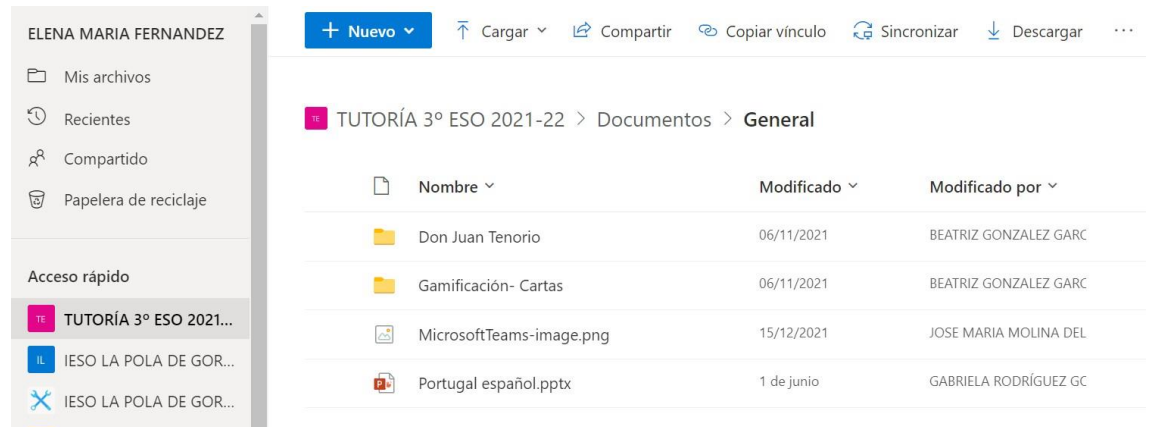 ELENA MARIA FERNANDEZ
Mis archivos
Recientes
Compartido
Papelera de reciclaje
Acceso rápido
TE TUTORÍA 3º ESO 2021...
IL IESO LA POLA DE GOR...
IESO LA POLA DE GOR...
Nuevo Cargar Compartir Copiar vínculo Sincronizar Descargar ...
TE TUTORÍA 3º ESO 2021-22 > Documentos > General
Nombre Modificado Modificado por
Don Juan Tenorio 06/11/2021 BEATRIZ GONZALEZ GARC
Gamificación- Cartas 06/11/2021 BEATRIZ GONZALEZ GARC
MicrosoftTeams-image.png 15/12/2021 JOSE MARIA MOLINA DEL
Portugal español.pptx 1 de junio GABRIELA RODRÍGUEZ GC